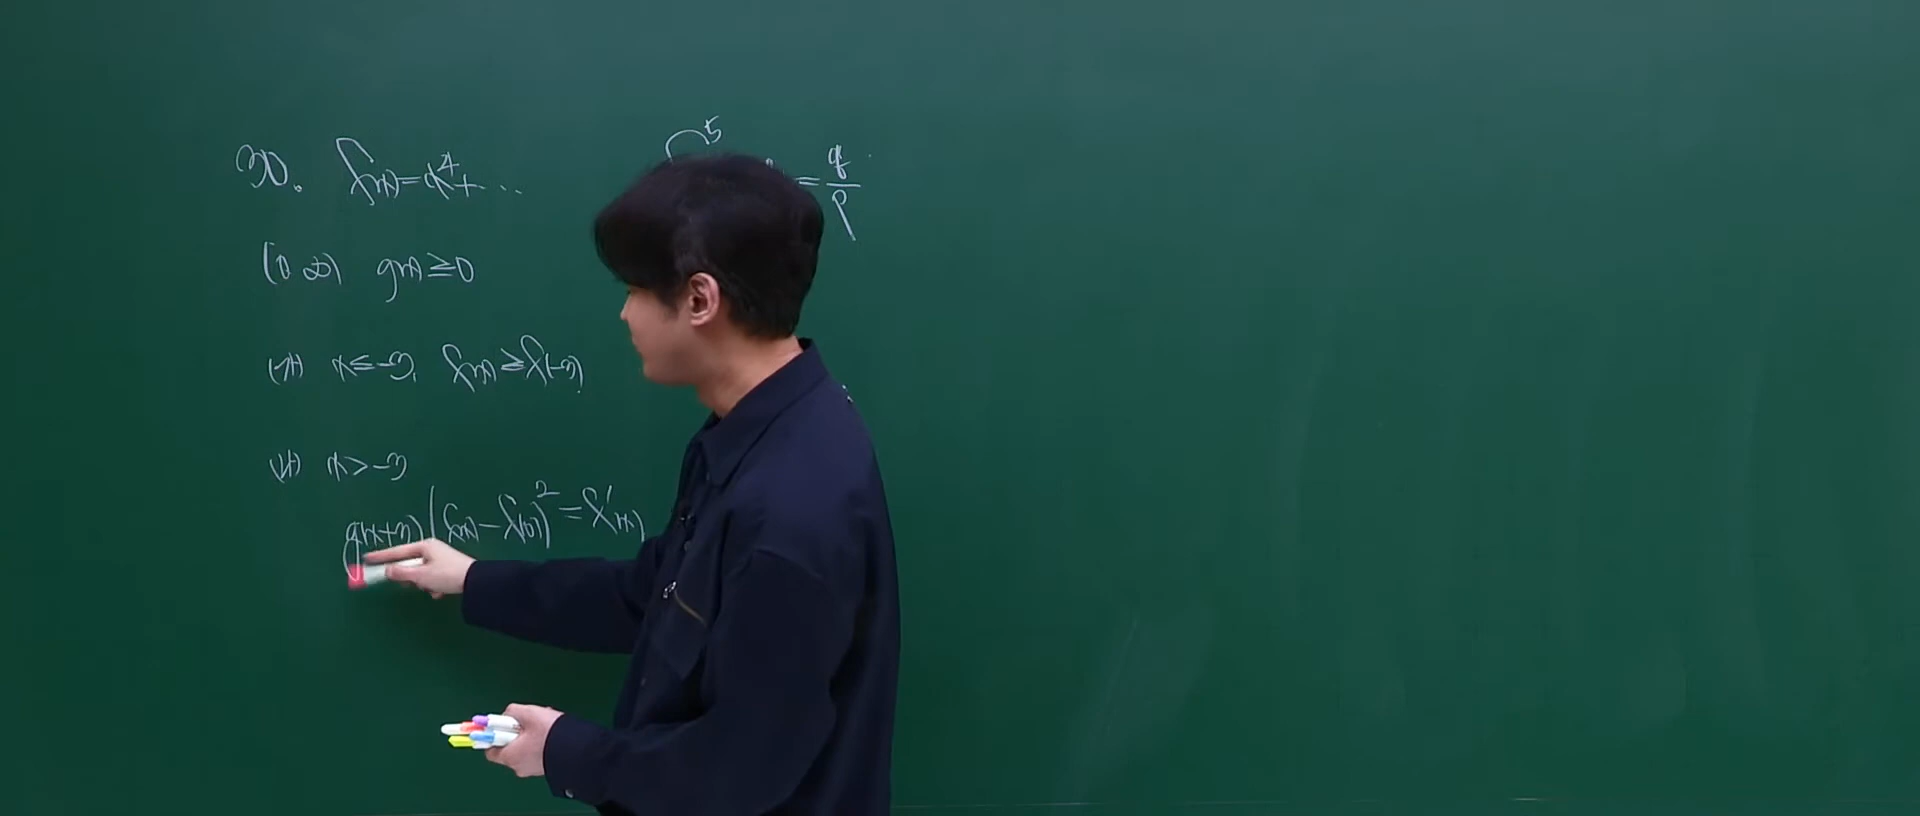 30. f(x)=x⁴+…
∫⁵ = q/p
(0 ∞) g(x)≥0
(가) x≤-3, f(x)≥f(-3)
(나) x>-3
g(x+3){f(x)-f(0)}²=f'(x)